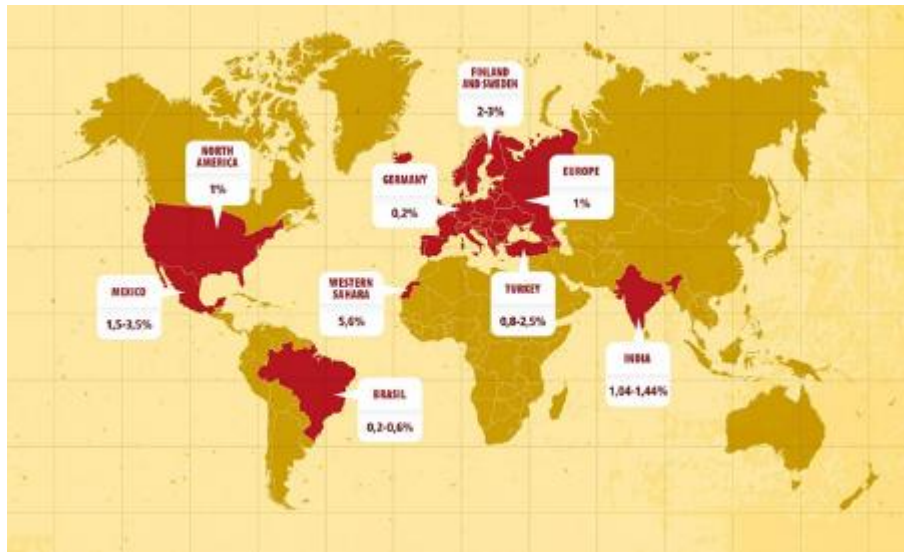 FINLAND
AND SWEDEN
2-3%
NORTH
AMERICA
1%
GERMANY
0,2%
EUROPE
1%
MEXICO
1,5-3,5%
WESTERN
SAHARA
5,6%
TURKEY
0,8-2,5%
INDIA
1,04-1,44%
BRASIL
0,2-0,6%